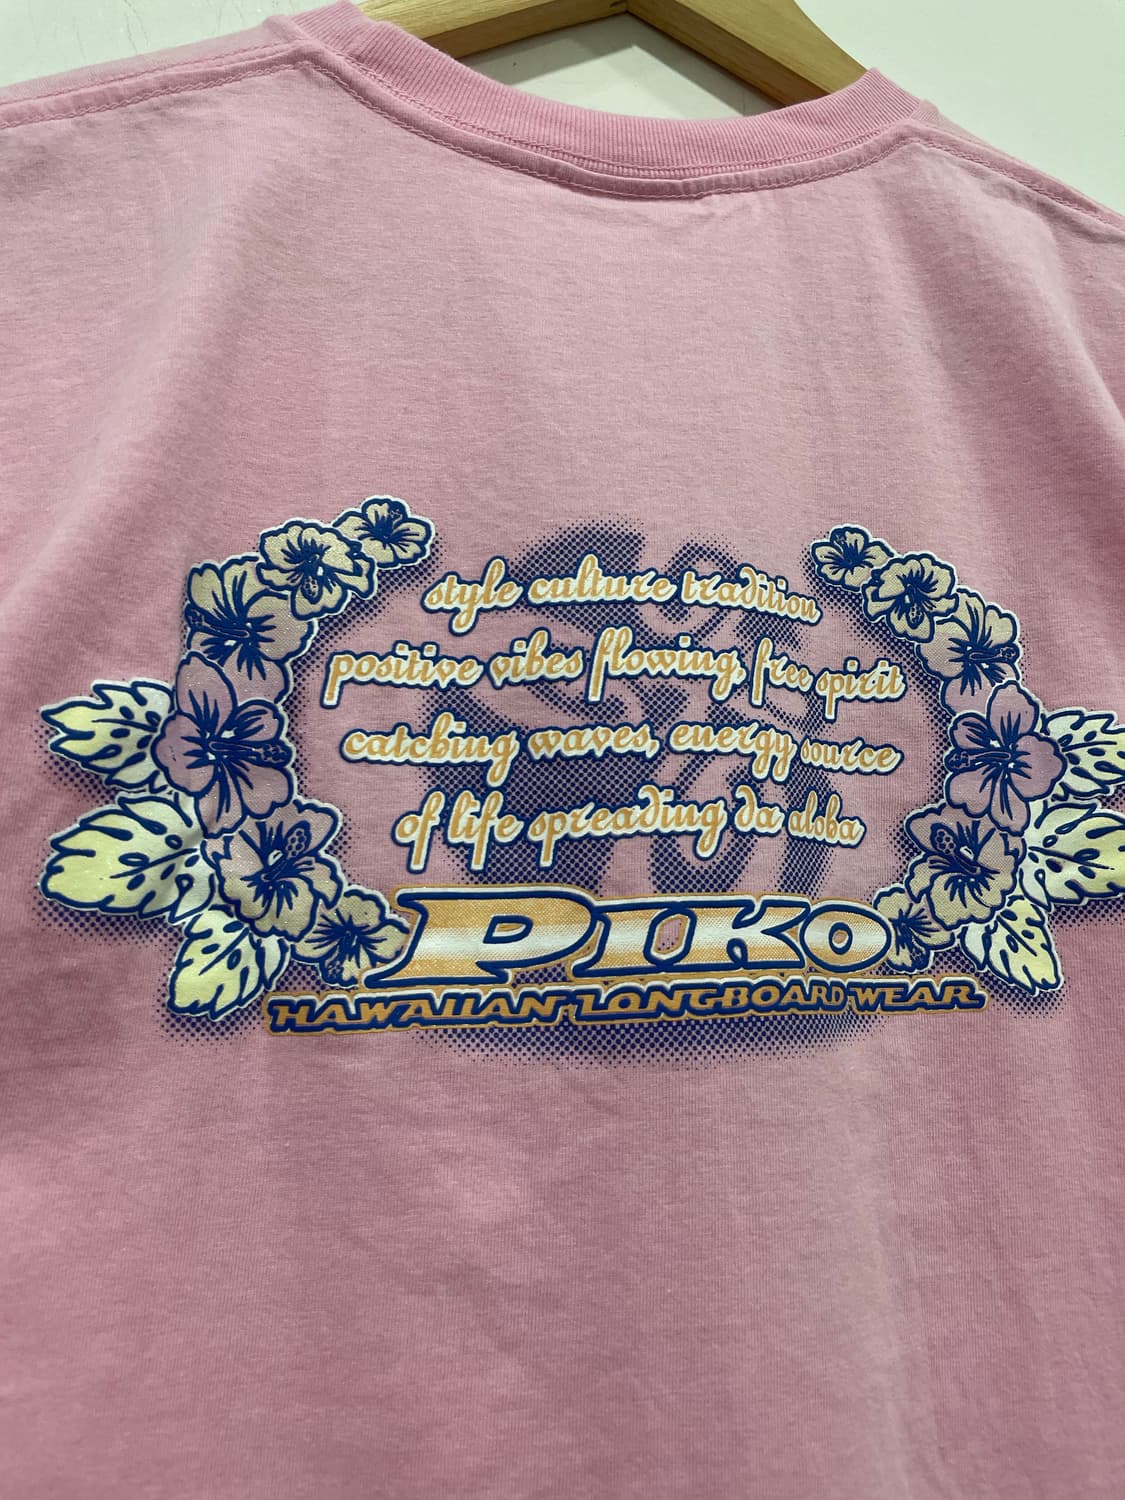 style culture tradition
positive vibes flowing, free spirit
catching waves, energy source
of life spreading da aloha
PIKO
HAWAIIAN LONGBOARD WEAR